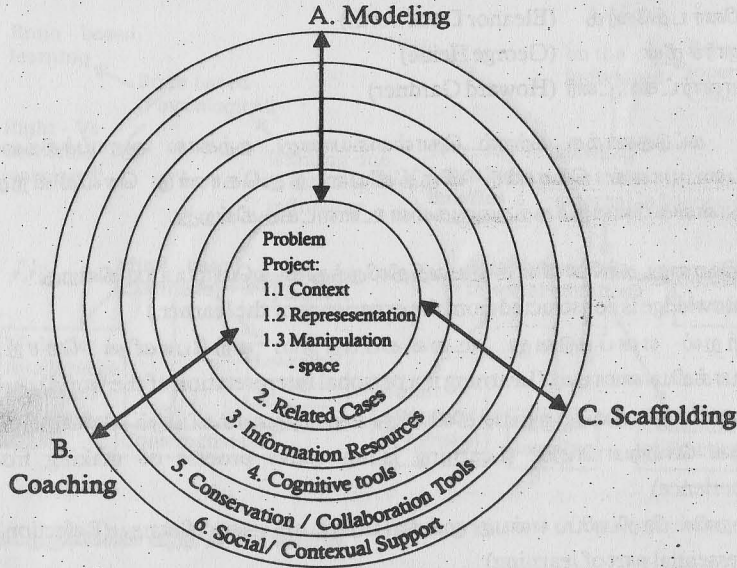 A. Modeling
Problem
Project:
1.1 Context
1.2 Represesentation
1.3 Manipulation
- space
2. Related Cases
3. Information Resources
4. Cognitive tools
5. Conservation / Collaboration Tools
6. Social/ Contexual Support
B.
Coaching
C. Scaffolding